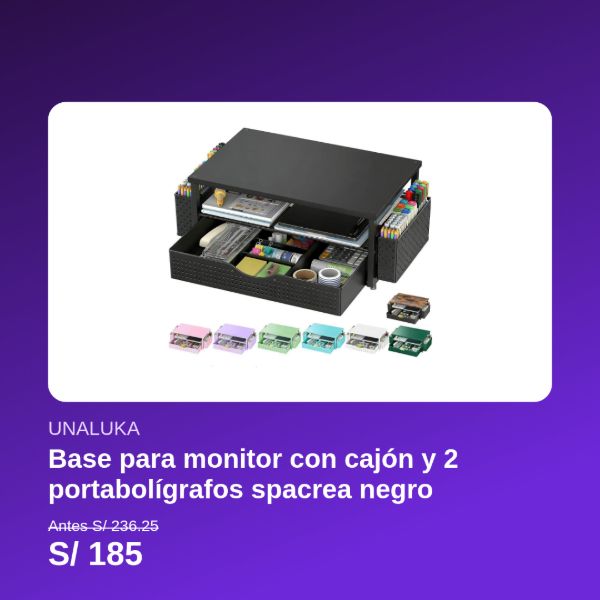 UNALUKA
Base para monitor con cajón y 2
portabolígrafos spacrea negro
Antes S/ 236.25
S/ 185